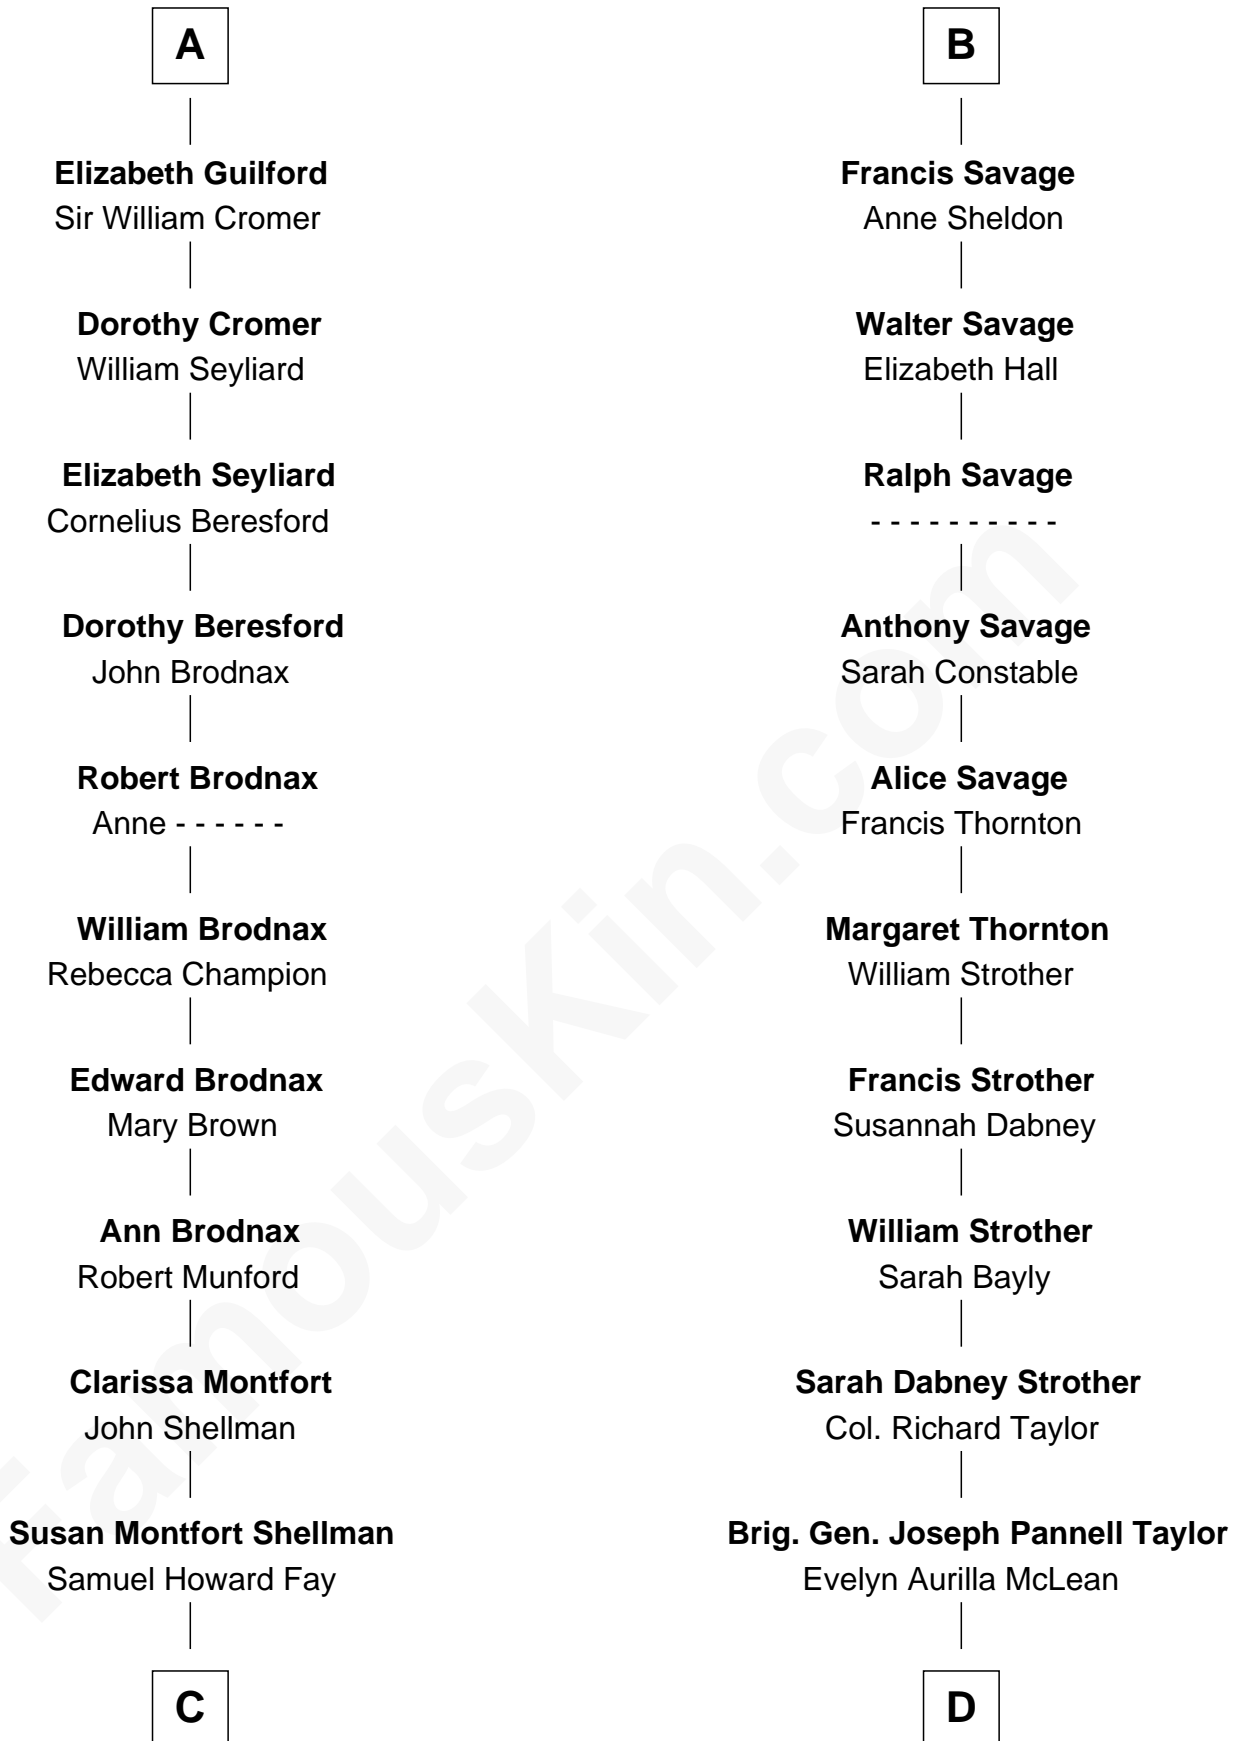 A
Elizabeth Guilford
Sir William Cromer
Dorothy Cromer
William Seyliard
Elizabeth Seyliard
Cornelius Beresford
Dorothy Beresford
John Brodnax
Robert Brodnax
Anne - - - - - -
William Brodnax
Rebecca Champion
Edward Brodnax
Mary Brown
Ann Brodnax
Robert Munford
Clarissa Montfort
John Shellman
Susan Montfort Shellman
Samuel Howard Fay
C
B
Francis Savage
Anne Sheldon
Walter Savage
Elizabeth Hall
Ralph Savage
- - - - - - - - - -
Anthony Savage
Sarah Constable
Alice Savage
Francis Thornton
Margaret Thornton
William Strother
Francis Strother
Susannah Dabney
William Strother
Sarah Bayly
Sarah Dabney Strother
Col. Richard Taylor
Brig. Gen. Joseph Pannell Taylor
Evelyn Aurilla McLean
D
FamousKin.com